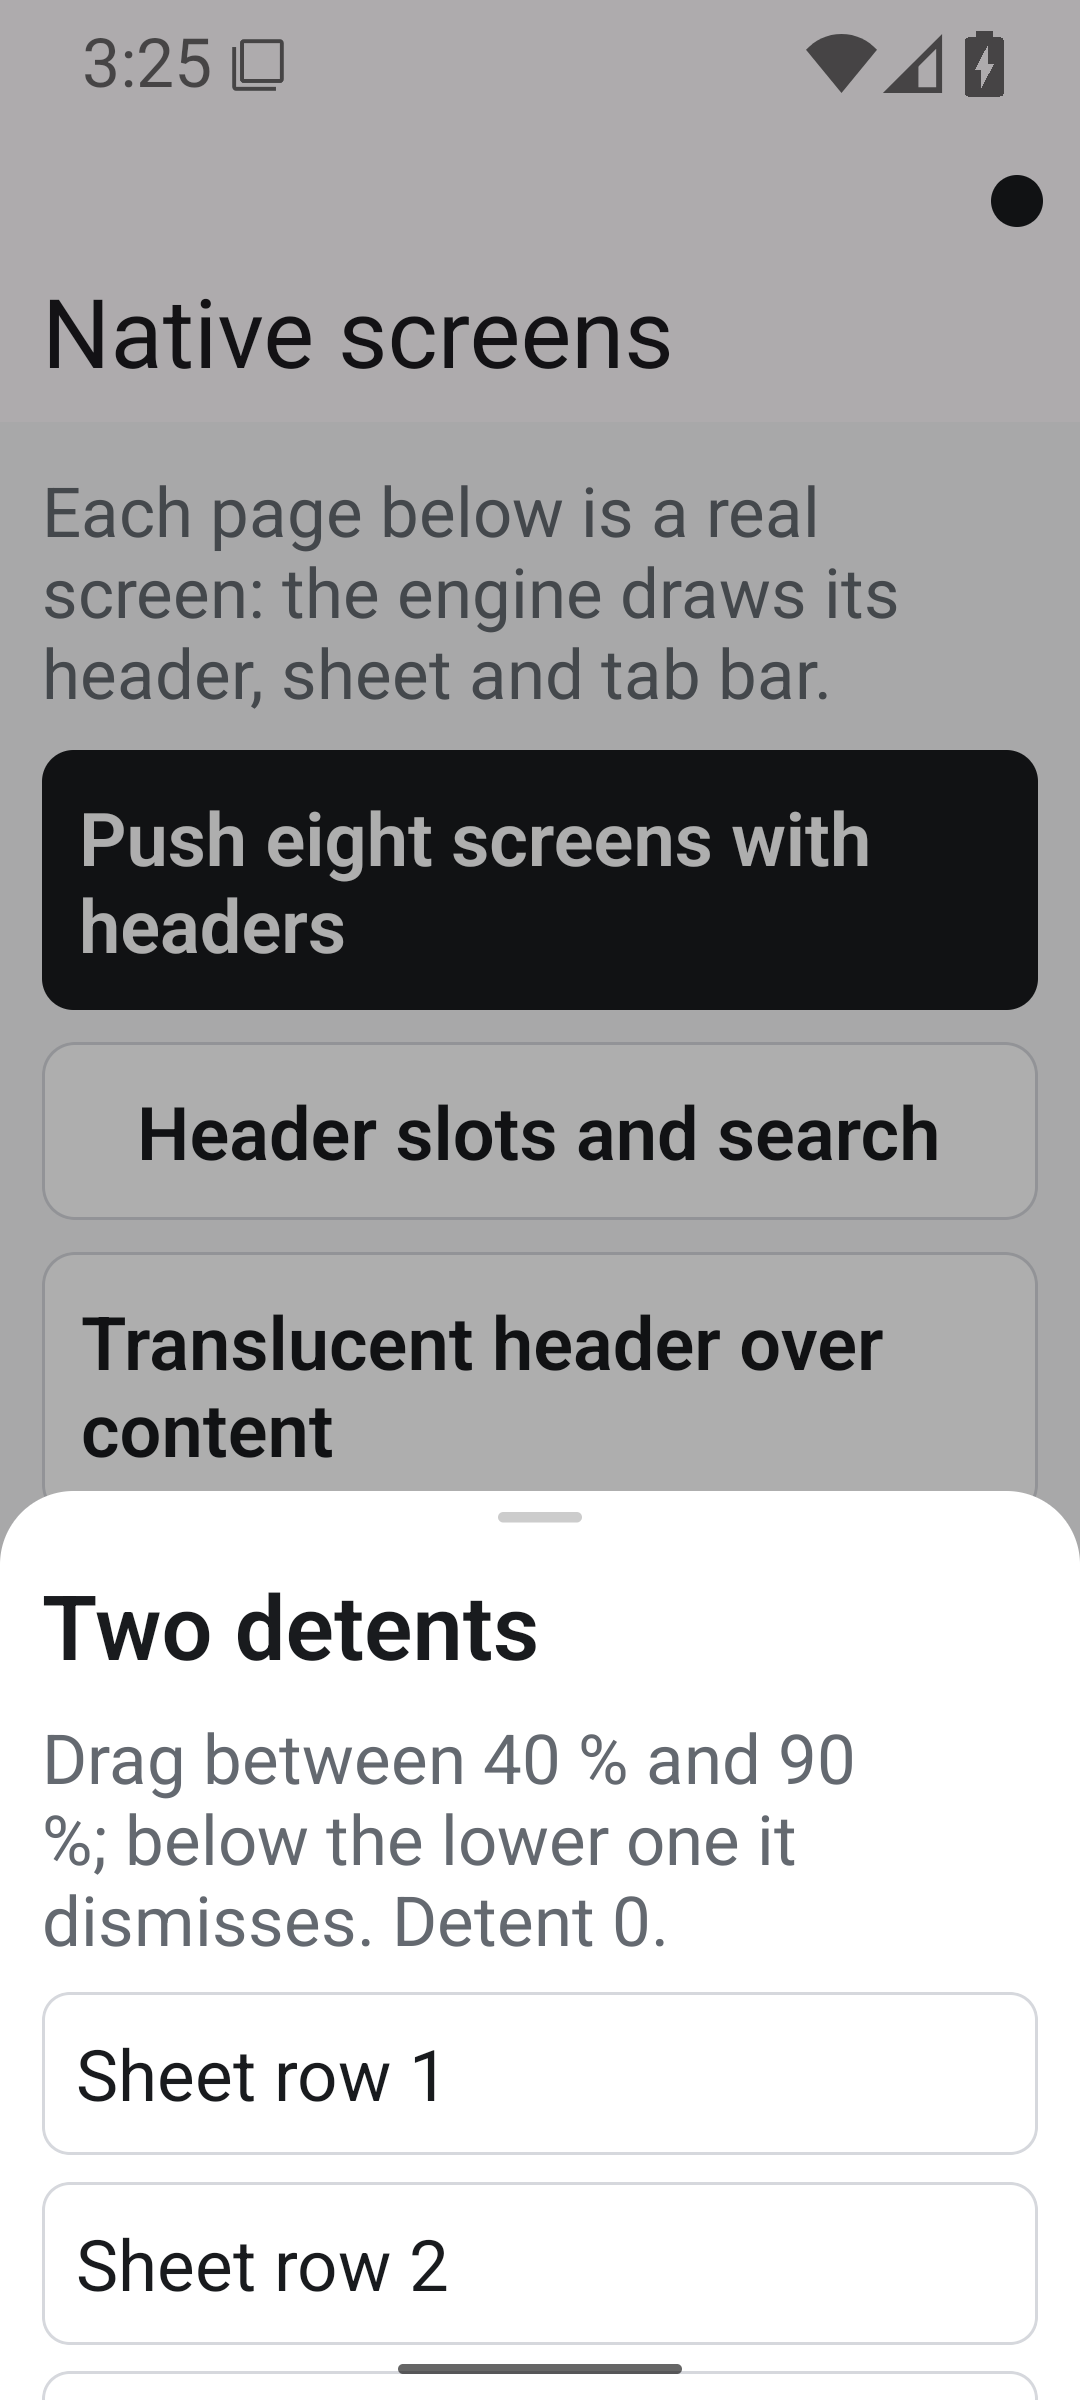 3:25
Native screens
Each page below is a real
screen: the engine draws its
header, sheet and tab bar.
Push eight screens with
headers
Header slots and search
Translucent header over
content
Two detents
Drag between 40 % and 90
%; below the lower one it
dismisses. Detent 0.
Sheet row 1
Sheet row 2